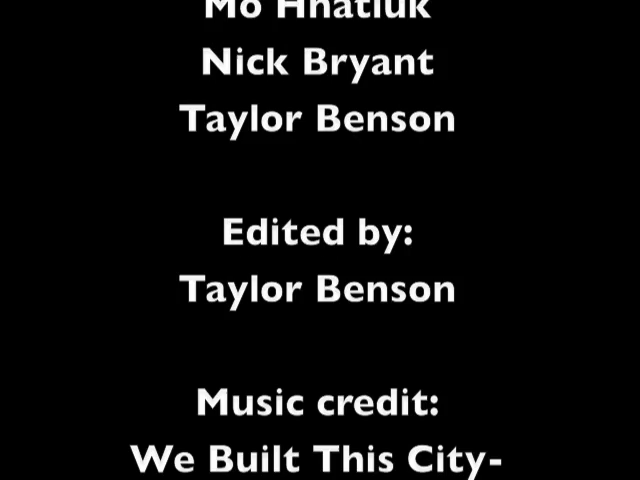 Mo Hnatiuk
Nick Bryant
Taylor Benson
Edited by:
Taylor Benson
Music credit:
We Built This City-